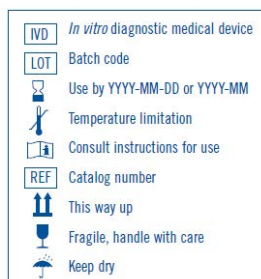 IVD In vitro diagnostic medical device
LOT Batch code
Use by YYYY-MM-DD or YYYY-MM
Temperature limitation
Consult instructions for use
REF Catalog number
This way up
Fragile, handle with care
Keep dry